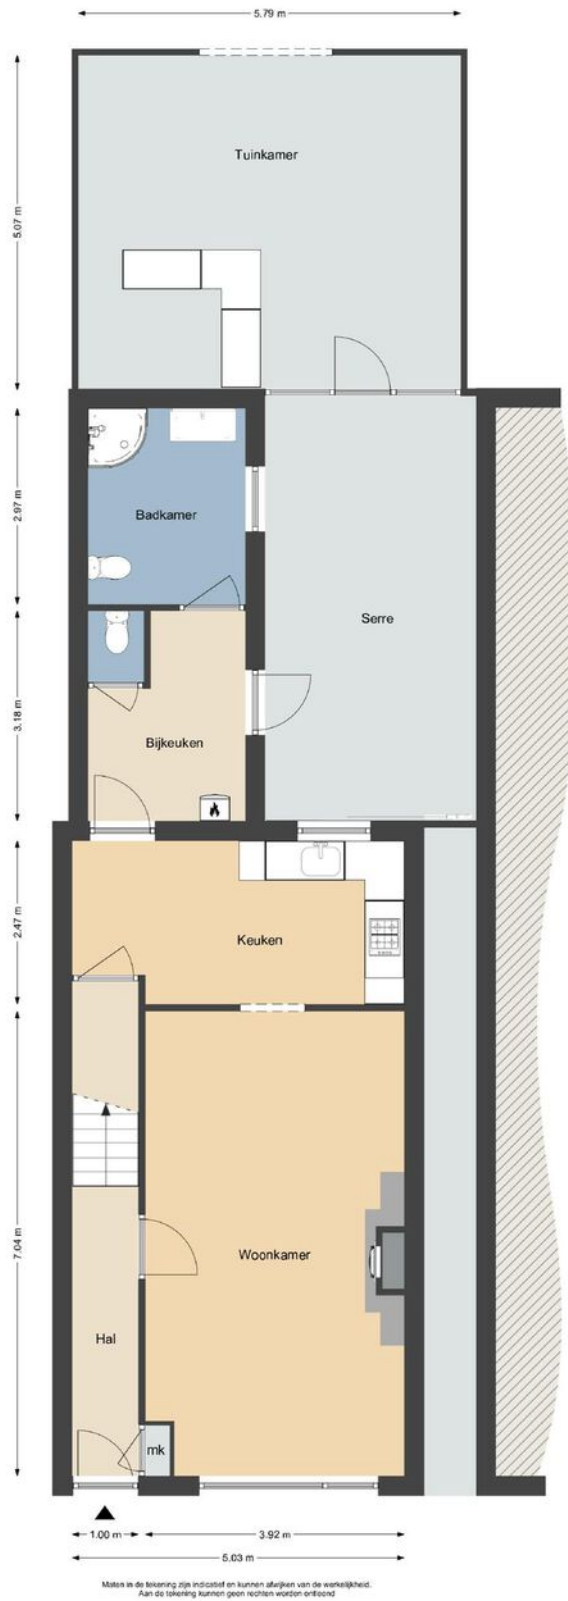 5.79 m
5.07 m
Tuinkamer
2.97 m
Badkamer
Serre
3.18 m
Bijkeuken
2.47 m
Keuken
7.04 m
Woonkamer
Hal
mk
1.00 m
3.92 m
5.03 m
Maten in de tekening zijn indicatief en kunnen afwijken van de werkelijkheid.
Aan de tekening kunnen geen rechten worden ontleend